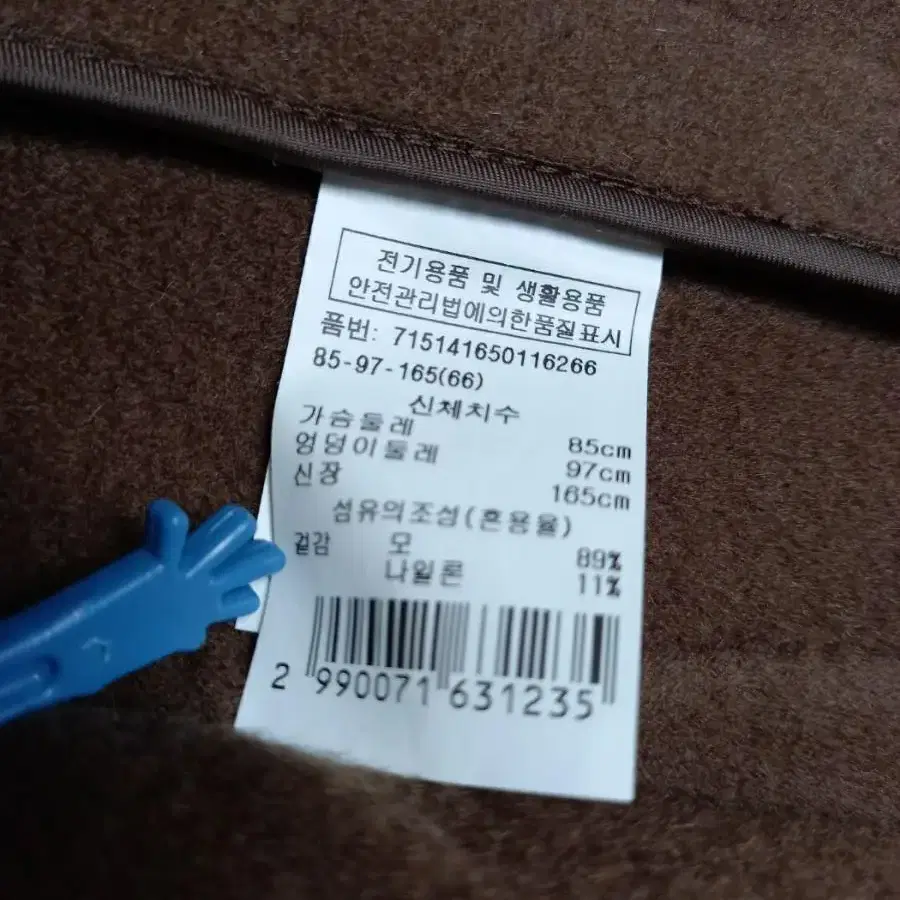 전기용품 및 생활용품
안전관리법에의한품질표시
품번: 715141650116266
85-97-165(66)
신체치수
가슴둘레 85cm
엉덩이둘레 97cm
신장 165cm
섬유의조성(혼용율)
겉감 모 89%
나일론 11%
2 990071 631235